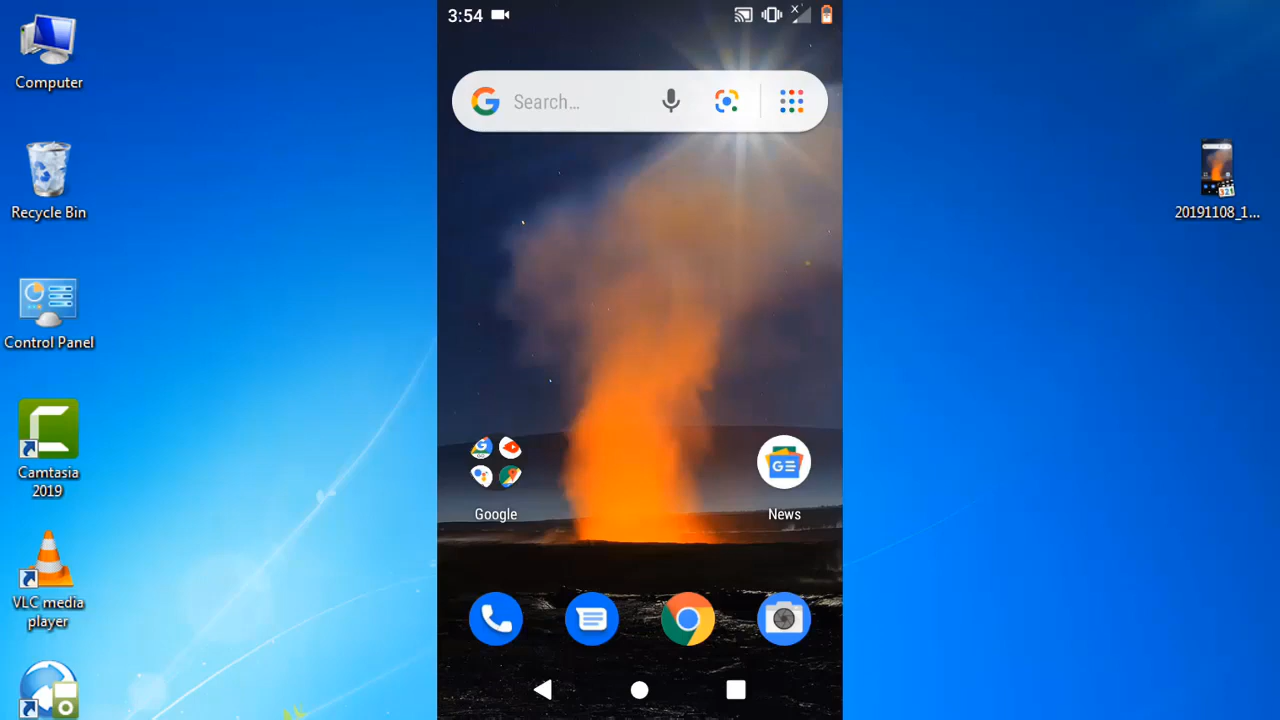 3:54
Search...
Computer
Recycle Bin
20191108_1...
Control Panel
Camtasia
2019
Google
News
VLC media
player